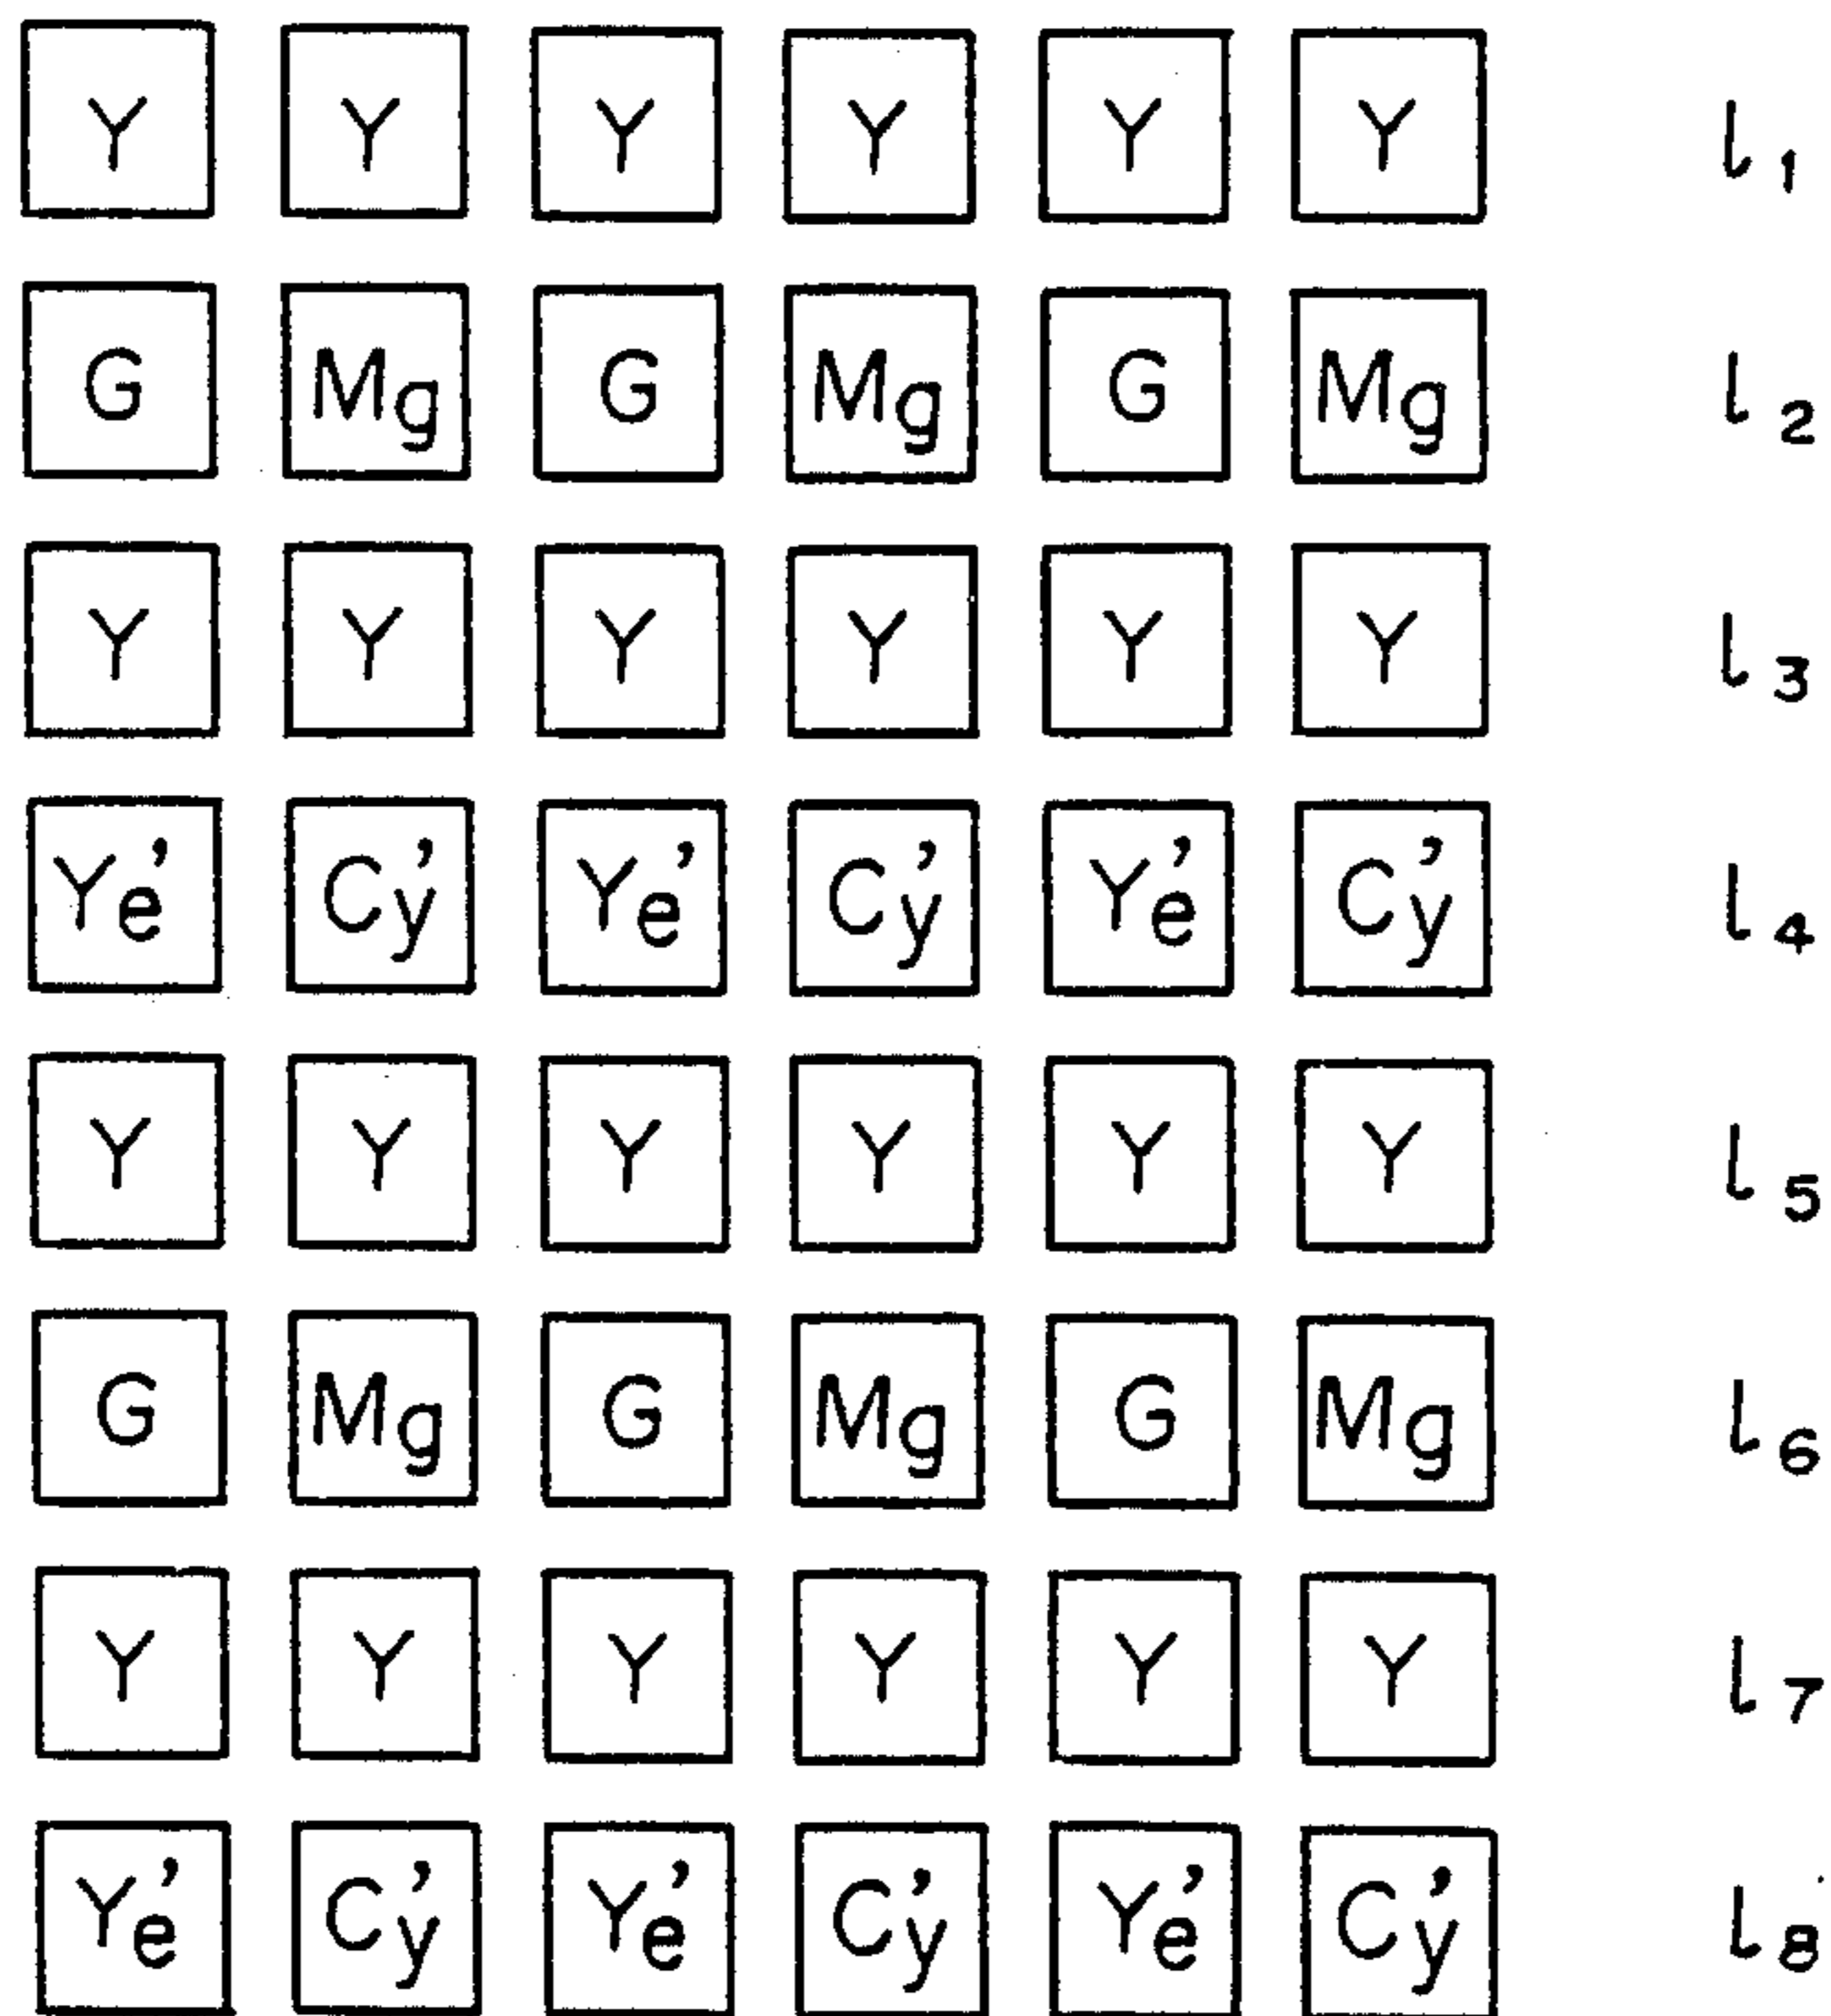 Y Y Y Y Y Y l1
G Mg G Mg G Mg l2
Y Y Y Y Y Y l3
Ye' Cy' Ye' Cy' Ye' Cy' l4
Y Y Y Y Y Y l5
G Mg G Mg G Mg l6
Y Y Y Y Y Y l7
Ye' Cy' Ye' Cy' Ye' Cy' l8